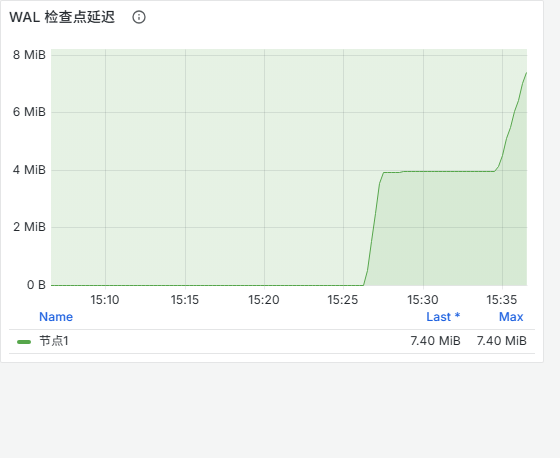 WAL 检查点延迟
8 MiB
6 MiB
4 MiB
2 MiB
0 B
15:10 15:15 15:20 15:25 15:30 15:35
Name Last * Max
节点1 7.40 MiB 7.40 MiB